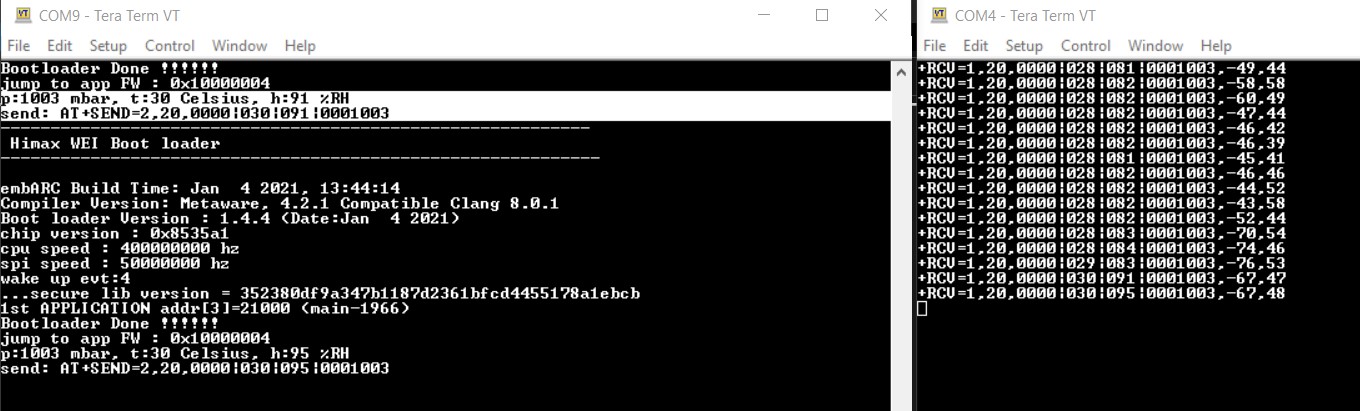 COM9 - Tera Term VT
File Edit Setup Control Window Help
Bootloader Done !!!!!!
jump to app FW : 0x10000004
p:1003 mbar, t:30 Celsius, h:91 %RH
send: AT+SEND=2,20,0000|030|091|0001003
-----------------------------------------------------------
 Himax WEI Boot loader
------------------------------------------------------------
embARC Build Time: Jan  4 2021, 13:44:14
Compiler Version: Metaware, 4.2.1 Compatible Clang 8.0.1
Boot loader Version : 1.4.4 (Date:Jan  4 2021)
chip version : 0x8535a1
cpu speed : 400000000 hz
spi speed : 50000000 hz
wake up evt:4
...secure lib version = 352380df9a347b1187d2361bfcd4455178a1ebcb
1st APPLICATION addr[3]=21000 (main-1966)
Bootloader Done !!!!!!
jump to app FW : 0x10000004
p:1003 mbar, t:30 Celsius, h:95 %RH
send: AT+SEND=2,20,0000|030|095|0001003
COM4 - Tera Term VT
File Edit Setup Control Window Help
+RCV=1,20,0000|028|081|0001003,-49,44
+RCV=1,20,0000|028|082|0001003,-58,58
+RCV=1,20,0000|028|082|0001003,-60,49
+RCV=1,20,0000|028|082|0001003,-47,44
+RCV=1,20,0000|028|082|0001003,-46,42
+RCV=1,20,0000|028|082|0001003,-46,39
+RCV=1,20,0000|028|081|0001003,-45,41
+RCV=1,20,0000|028|082|0001003,-46,46
+RCV=1,20,0000|028|082|0001003,-44,52
+RCV=1,20,0000|028|082|0001003,-43,58
+RCV=1,20,0000|028|082|0001003,-52,44
+RCV=1,20,0000|028|083|0001003,-70,54
+RCV=1,20,0000|028|084|0001003,-74,46
+RCV=1,20,0000|029|083|0001003,-76,53
+RCV=1,20,0000|030|091|0001003,-67,47
+RCV=1,20,0000|030|095|0001003,-67,48